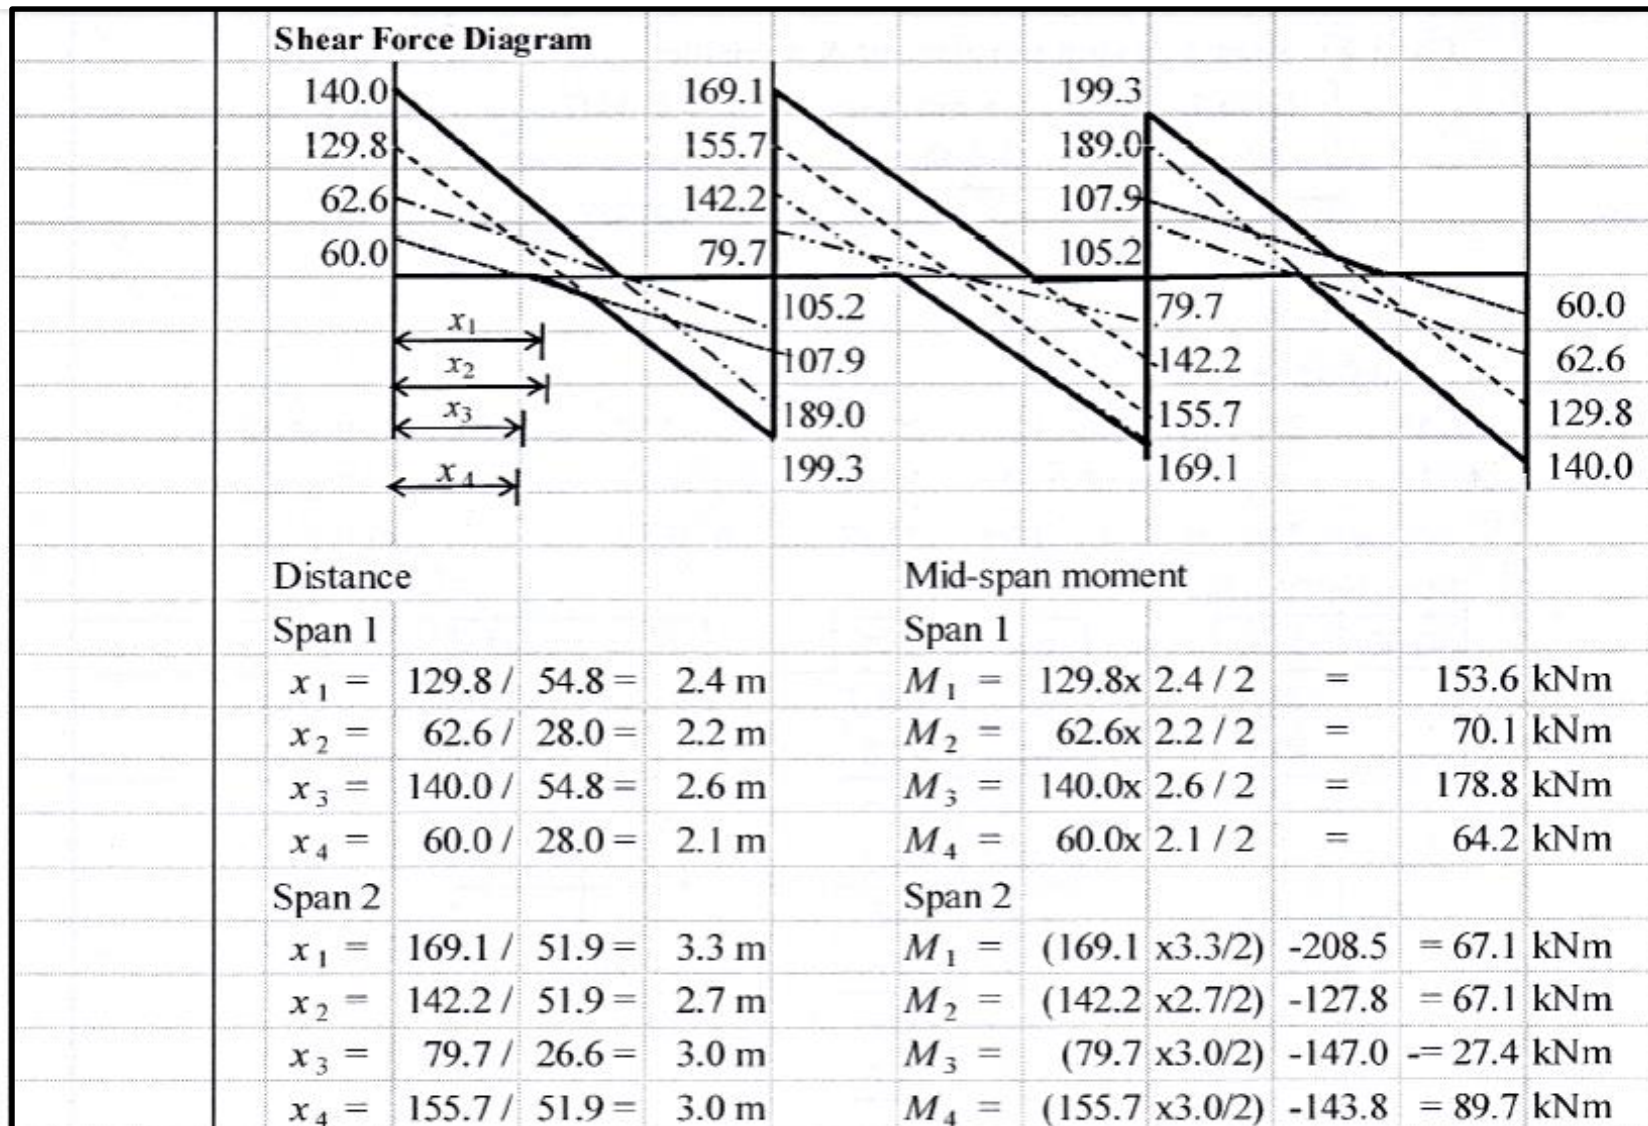 Shear Force Diagram
140.0 169.1 199.3
129.8 155.7 189.0
62.6 142.2 107.9
60.0 79.7 105.2
x1 105.2 79.7 60.0
x2 107.9 142.2 62.6
x3 189.0 155.7 129.8
x4 199.3 169.1 140.0
Distance Mid-span moment
Span 1 Span 1
x1 = 129.8 / 54.8 = 2.4 m M1 = 129.8x 2.4 / 2 = 153.6 kNm
x2 = 62.6 / 28.0 = 2.2 m M2 = 62.6x 2.2 / 2 = 70.1 kNm
x3 = 140.0 / 54.8 = 2.6 m M3 = 140.0x 2.6 / 2 = 178.8 kNm
x4 = 60.0 / 28.0 = 2.1 m M4 = 60.0x 2.1 / 2 = 64.2 kNm
Span 2 Span 2
x1 = 169.1 / 51.9 = 3.3 m M1 = (169.1 x3.3/2) -208.5 = 67.1 kNm
x2 = 142.2 / 51.9 = 2.7 m M2 = (142.2 x2.7/2) -127.8 = 67.1 kNm
x3 = 79.7 / 26.6 = 3.0 m M3 = (79.7 x3.0/2) -147.0 -= 27.4 kNm
x4 = 155.7 / 51.9 = 3.0 m M4 = (155.7 x3.0/2) -143.8 = 89.7 kNm